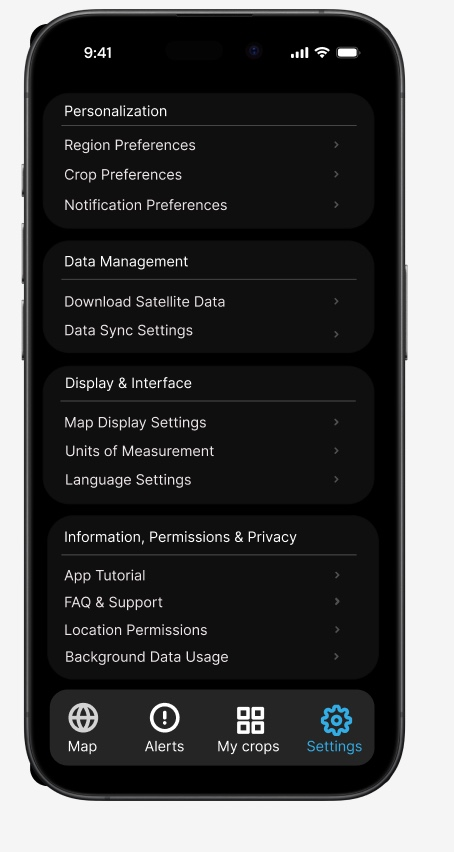 9:41
Personalization
Region Preferences
Crop Preferences
Notification Preferences
Data Management
Download Satellite Data
Data Sync Settings
Display & Interface
Map Display Settings
Units of Measurement
Language Settings
Information, Permissions & Privacy
App Tutorial
FAQ & Support
Location Permissions
Background Data Usage
Map Alerts My crops Settings